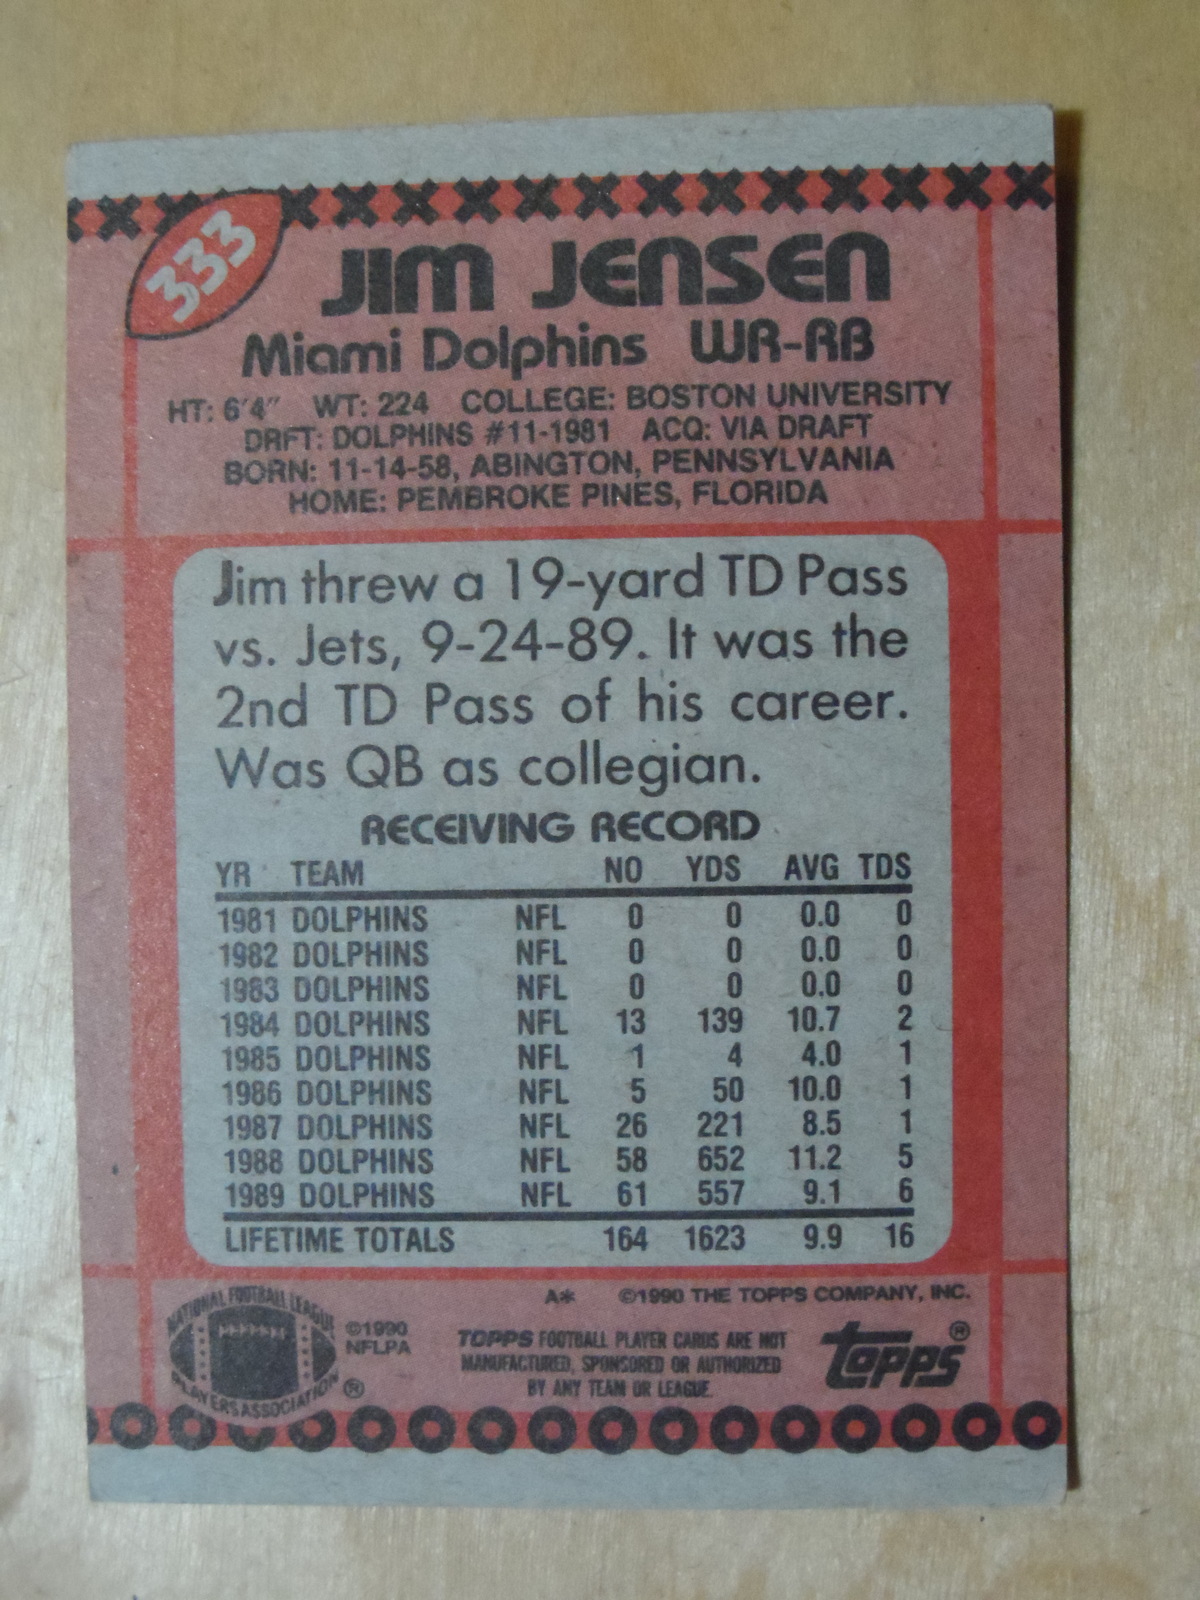 333
JIM JENSEN
Miami Dolphins WR-RB
HT: 6'4" WT: 224 COLLEGE: BOSTON UNIVERSITY
DRFT: DOLPHINS #11-1981 ACQ: VIA DRAFT
BORN: 11-14-58, ABINGTON, PENNSYLVANIA
HOME: PEMBROKE PINES, FLORIDA
Jim threw a 19-yard TD Pass
vs. Jets, 9-24-89. It was the
2nd TD Pass of his career.
Was QB as collegian.
RECEIVING RECORD
YR TEAM NO YDS AVG TDS
1981 DOLPHINS NFL 0 0 0.0 0
1982 DOLPHINS NFL 0 0 0.0 0
1983 DOLPHINS NFL 0 0 0.0 0
1984 DOLPHINS NFL 13 139 10.7 2
1985 DOLPHINS NFL 1 4 4.0 1
1986 DOLPHINS NFL 5 50 10.0 1
1987 DOLPHINS NFL 26 221 8.5 1
1988 DOLPHINS NFL 58 652 11.2 5
1989 DOLPHINS NFL 61 557 9.1 6
LIFETIME TOTALS 164 1623 9.9 16
A* ©1990 THE TOPPS COMPANY, INC.
NATIONAL FOOTBALL LEAGUE
PLAYERS ASSOCIATION ®
©1990
NFLPA
TOPPS FOOTBALL PLAYER CARDS ARE NOT
MANUFACTURED, SPONSORED OR AUTHORIZED
BY ANY TEAM OR LEAGUE.
topps®